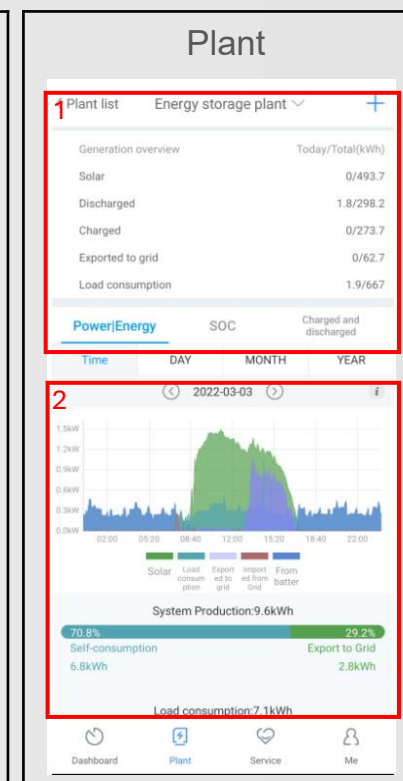 Plant
1
Plant list Energy storage plant
Generation overview Today/Total(kWh)
Solar 0/493.7
Discharged 1.8/298.2
Charged 0/273.7
Exported to grid 0/62.7
Load consumption 1.9/667
Power|Energy SOC Charged and
discharged
Time DAY MONTH YEAR
2
2022-03-03 i
1.5kW
1.2kW
0.9kW
0.6kW
0.3kW
0.0kW
02:00 05:20 08:40 12:00 15:20 18:40 22:00
Solar Load Export Import From
consum ed to ed from batter
ption grid Grid
System Production:9.6kWh
70.8% 29.2%
Self-consumption Export to Grid
6.8kWh 2.8kWh
Load consumption:7.1kWh
Dashboard Plant Service Me